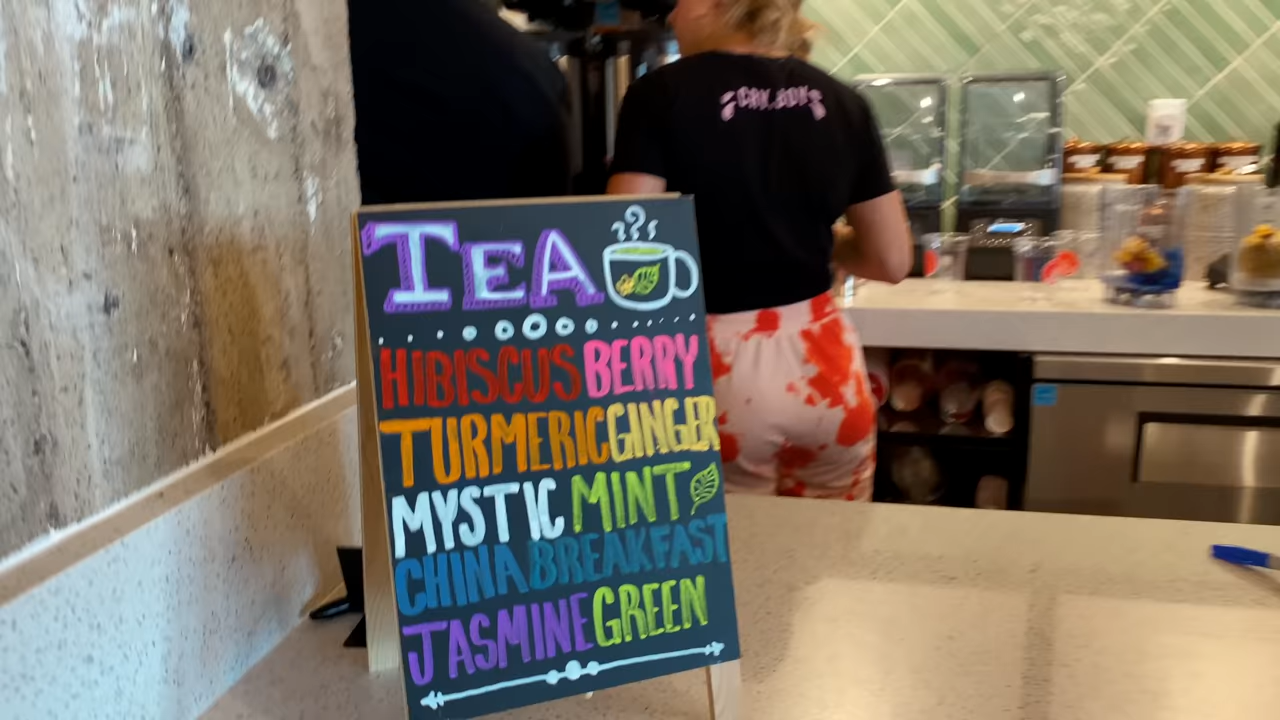 TEA
HIBISCUS BERRY
TURMERIC GINGER
MYSTIC MINT
CHINA BREAKFAST
JASMINE GREEN